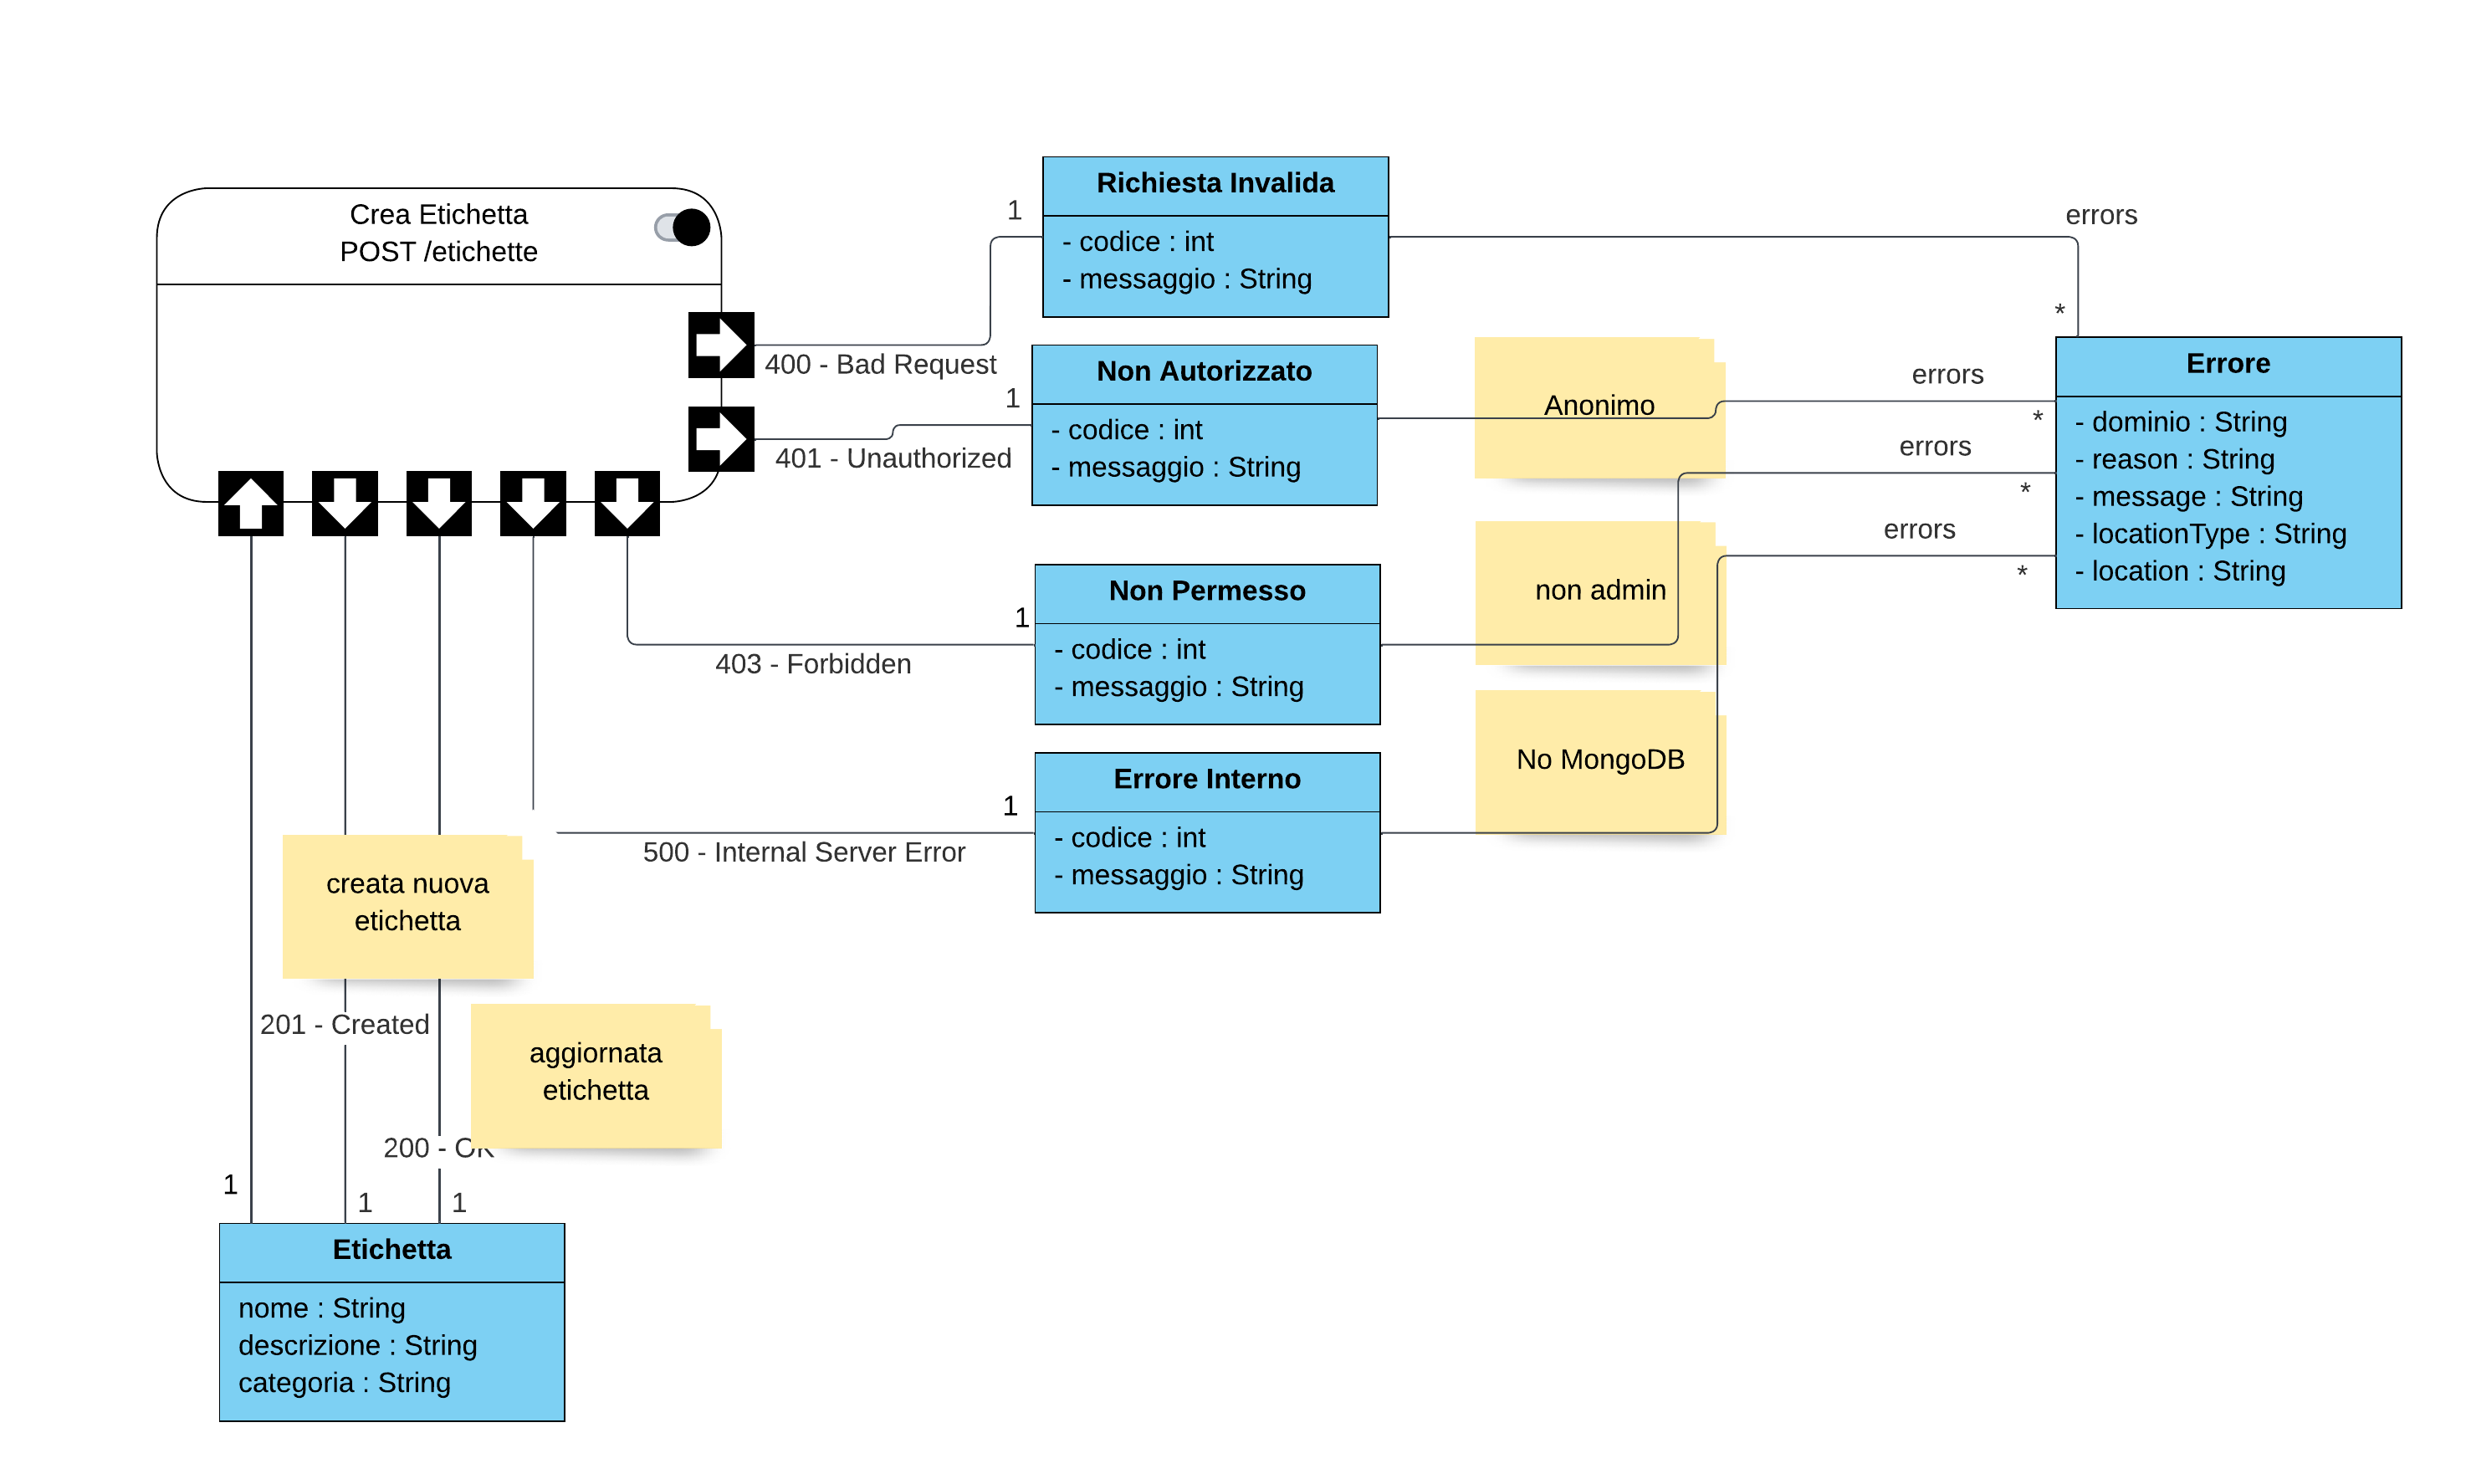 Crea Etichetta
POST /etichette
400 - Bad Request
1
401 - Unauthorized
1
403 - Forbidden
1
500 - Internal Server Error
1
Richiesta Invalida
- codice : int
- messaggio : String
Non Autorizzato
- codice : int
- messaggio : String
Non Permesso
- codice : int
- messaggio : String
Errore Interno
- codice : int
- messaggio : String
Anonimo
non admin
No MongoDB
errors
*
errors
*
errors
*
errors
*
Errore
- dominio : String
- reason : String
- message : String
- locationType : String
- location : String
creata nuova
etichetta
201 - Created
aggiornata
etichetta
200 - OK
1
1
1
Etichetta
nome : String
descrizione : String
categoria : String